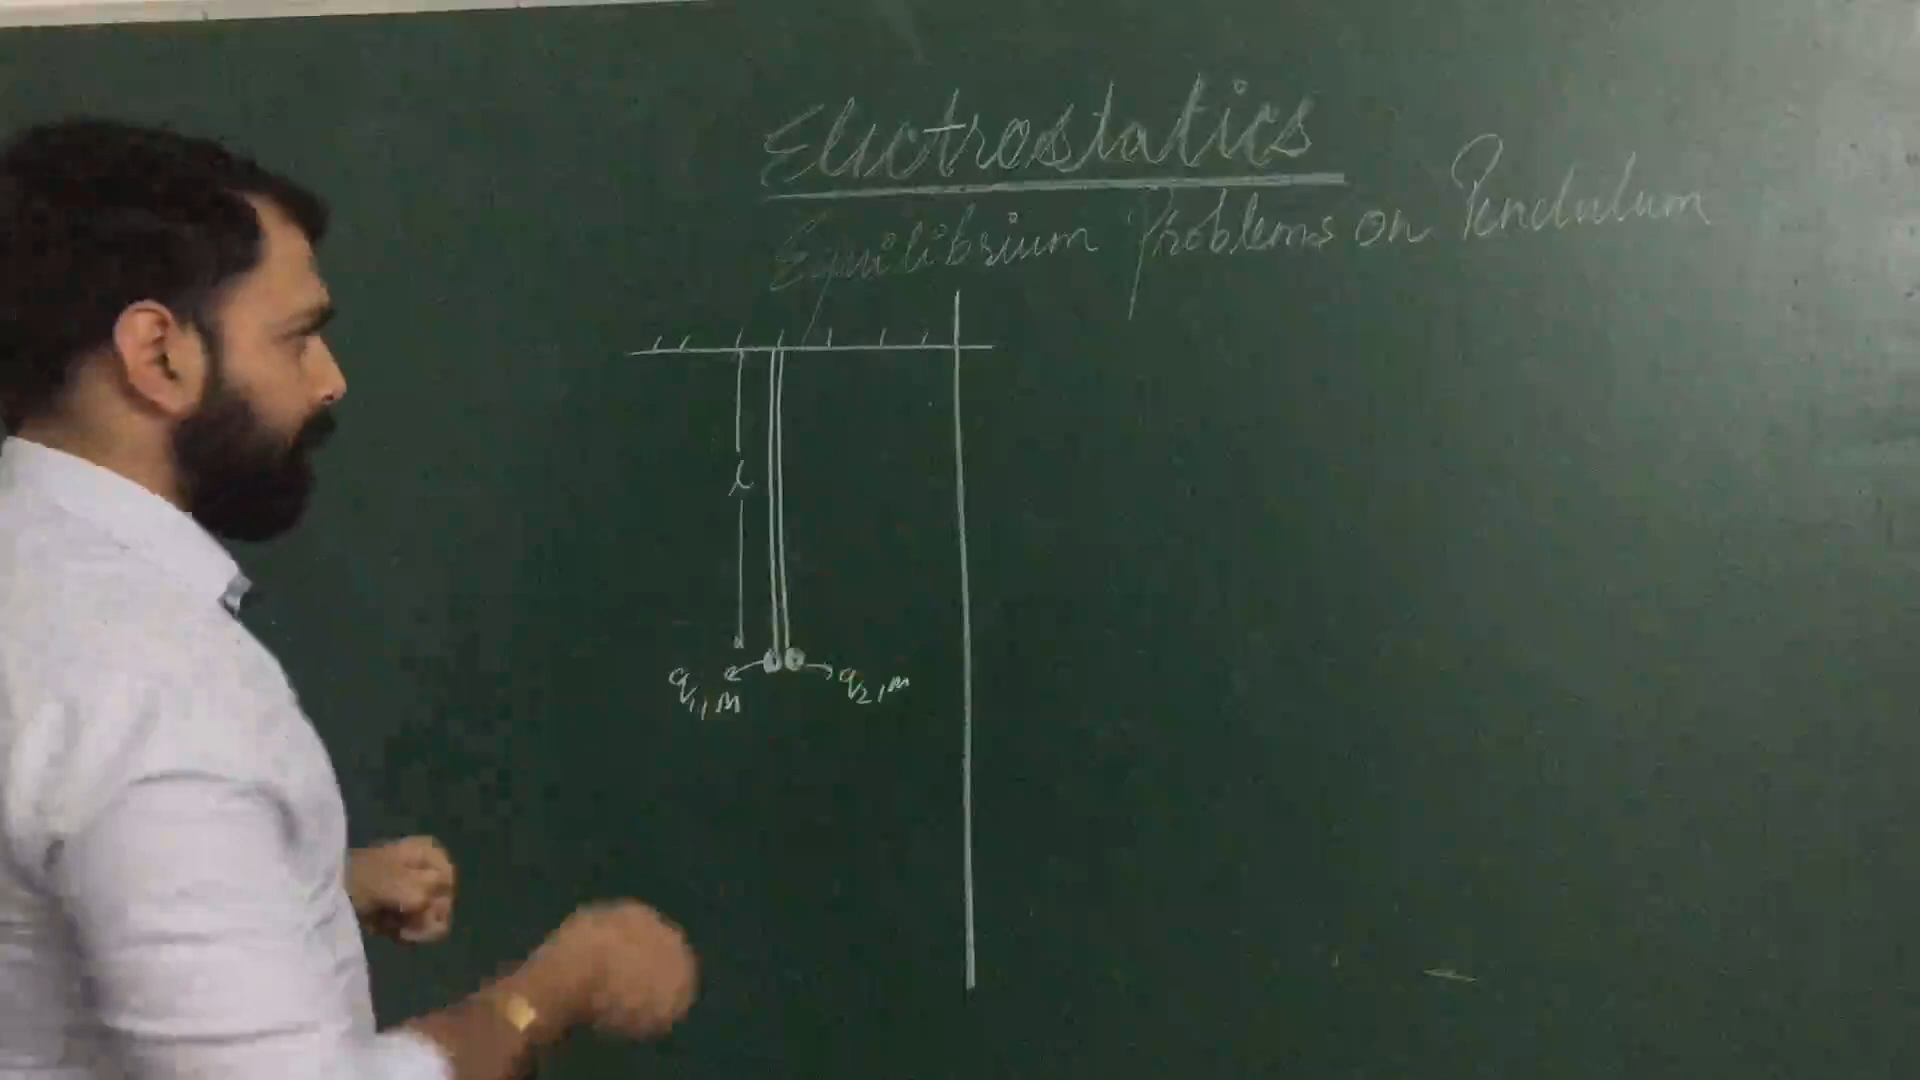 Electrostatics
Equilibrium Problems on Pendulum
l
q₁, m
q₂, m